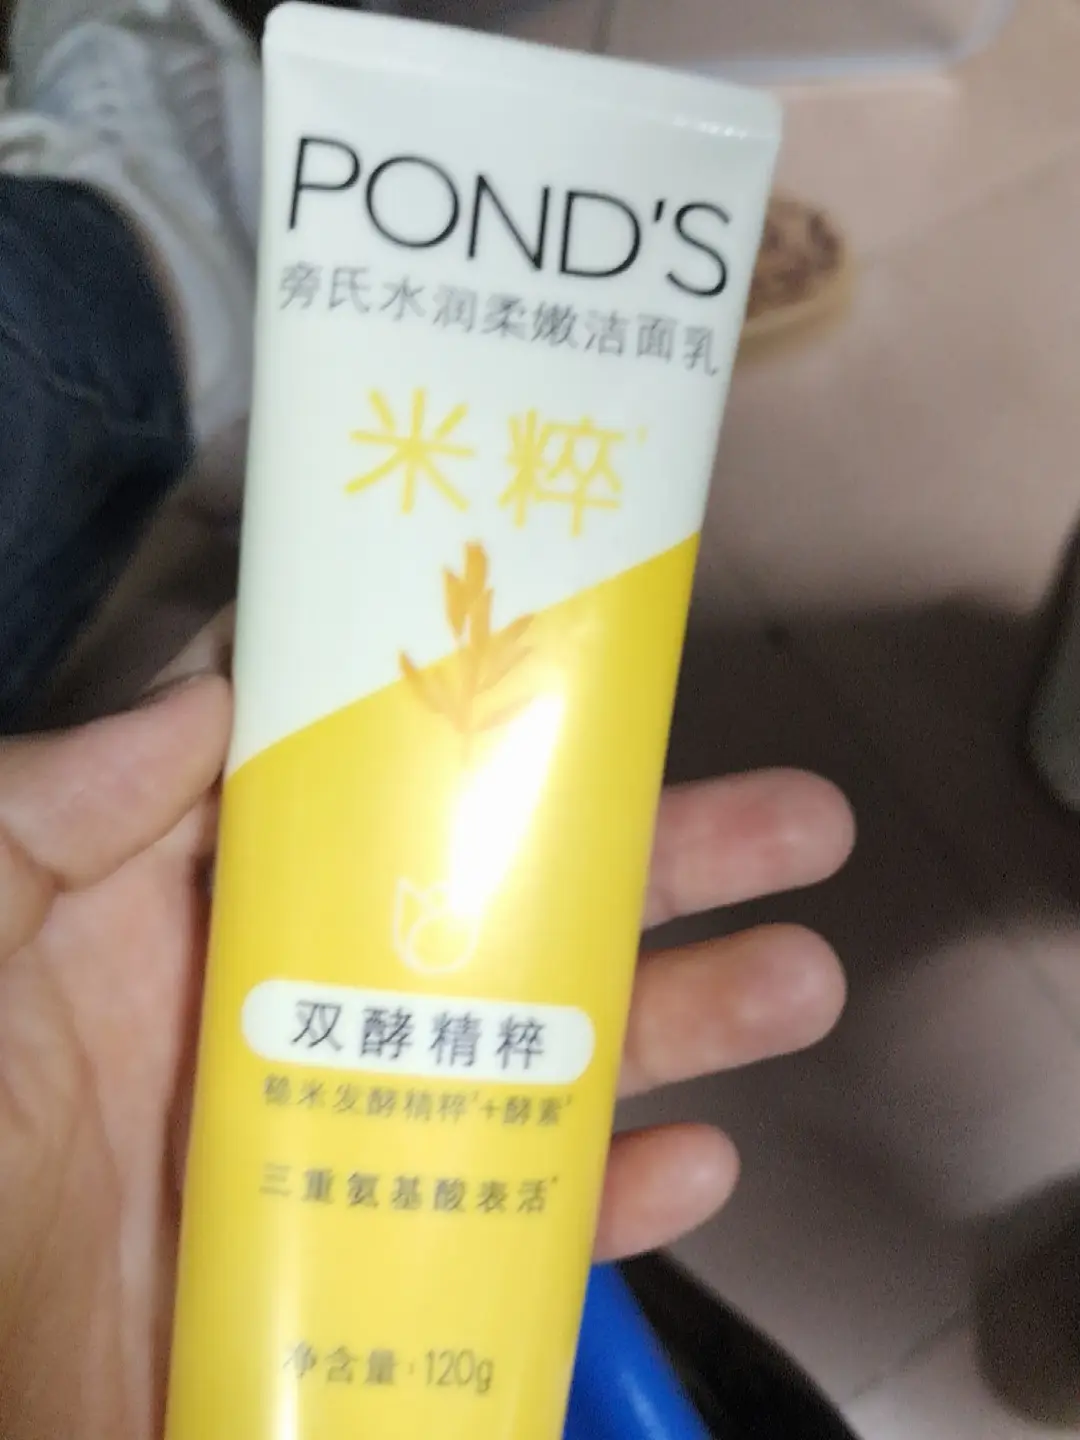 POND'S
旁氏水润柔嫩洁面乳
米粹
双酵精粹
糙米发酵精粹+酵素
三重氨基酸表活
净含量:120g